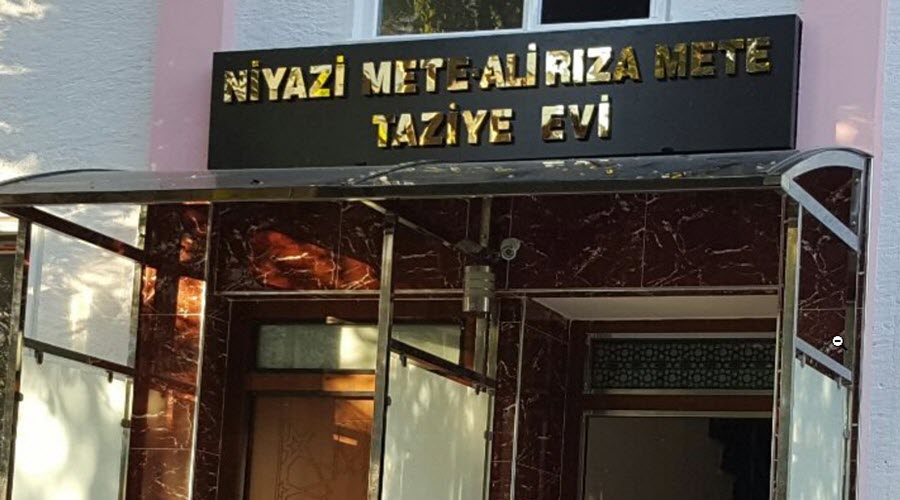 NİYAZİ METE-ALİ RIZA METE
TAZİYE EVİ